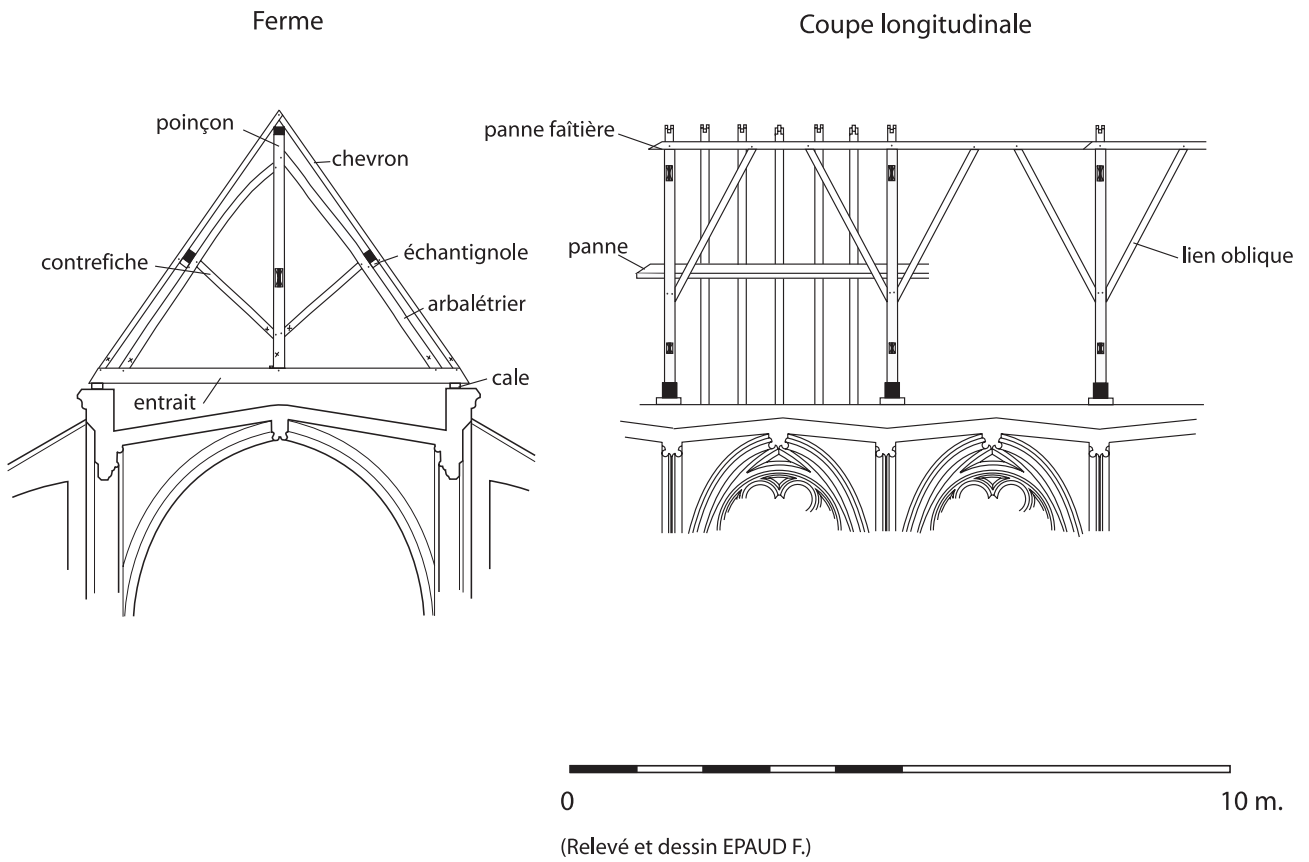 Ferme
Coupe longitudinale
poinçon
chevron
contrefiche
échantignole
arbalétrier
cale
entrait
panne faîtière
panne
lien oblique
0
10 m.
(Relevé et dessin EPAUD F.)